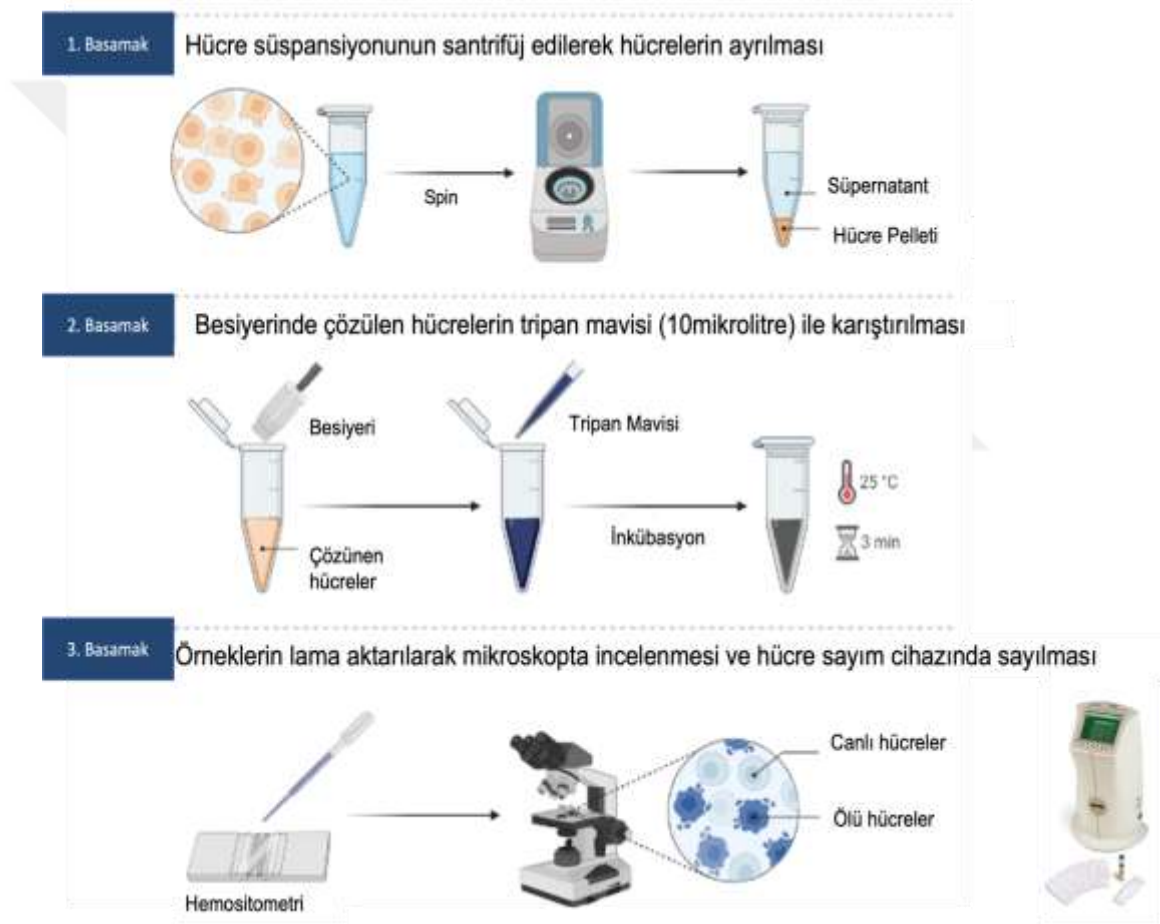 1. Basamak
Hücre süspansiyonunun santrifüj edilerek hücrelerin ayrılması
Spin
Süpernatant
Hücre Pelleti
2. Basamak
Besiyerinde çözülen hücrelerin tripan mavisi (10mikrolitre) ile karıştırılması
Besiyeri
Tripan Mavisi
25 °C
İnkübasyon
3 min
Çözünen
hücreler
3. Basamak
Örneklerin lama aktarılarak mikroskopta incelenmesi ve hücre sayım cihazında sayılması
Canlı hücreler
Ölü hücreler
Hemositometri